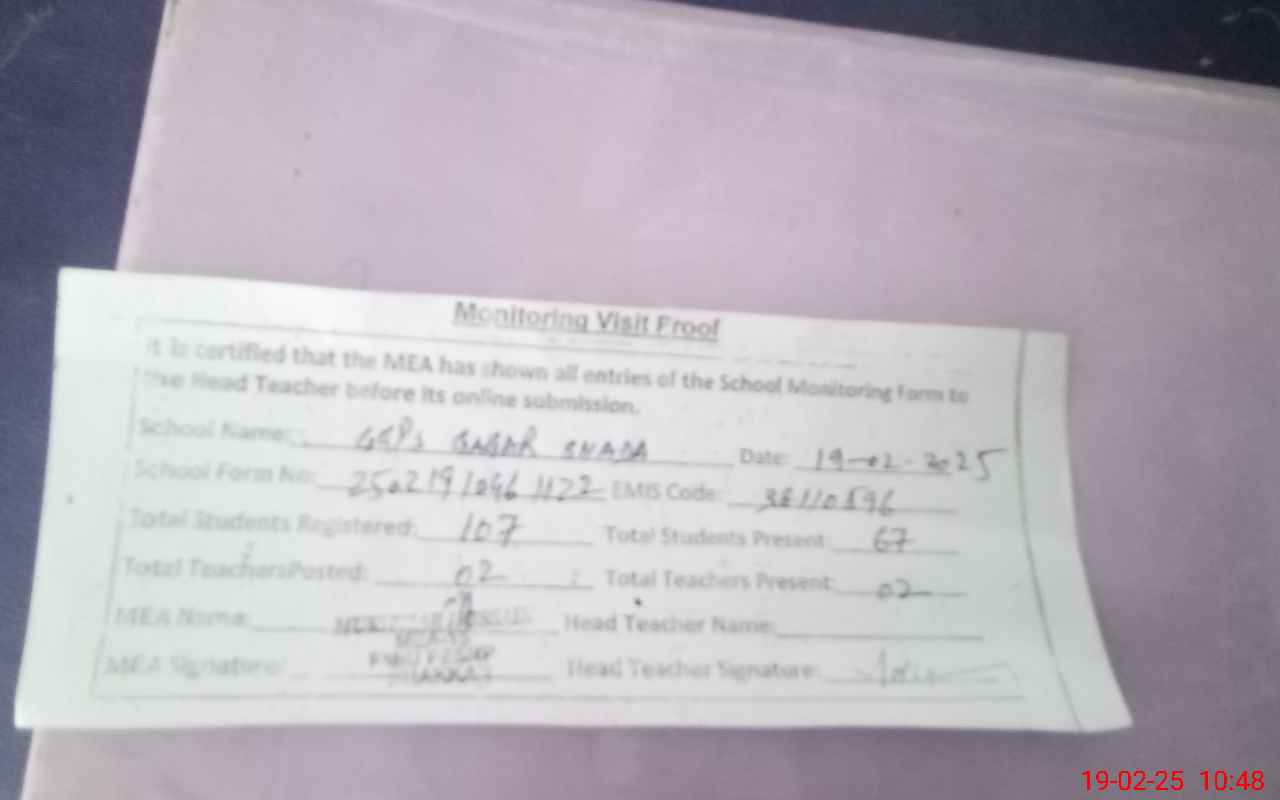 Monitoring Visit Proof
It is certified that the MEA has shown all entries of the School Monitoring Form to
the Head Teacher before its online submission.
School Name: Date: 19-02-2025
School Form No: EMIS Code:
Total Students Registered: 107 Total Students Present: 67
Total TeachersPosted: 02 Total Teachers Present: 02
MEA Name: Head Teacher Name:
MEA Signature: Head Teacher Signature:
19-02-25 10:48